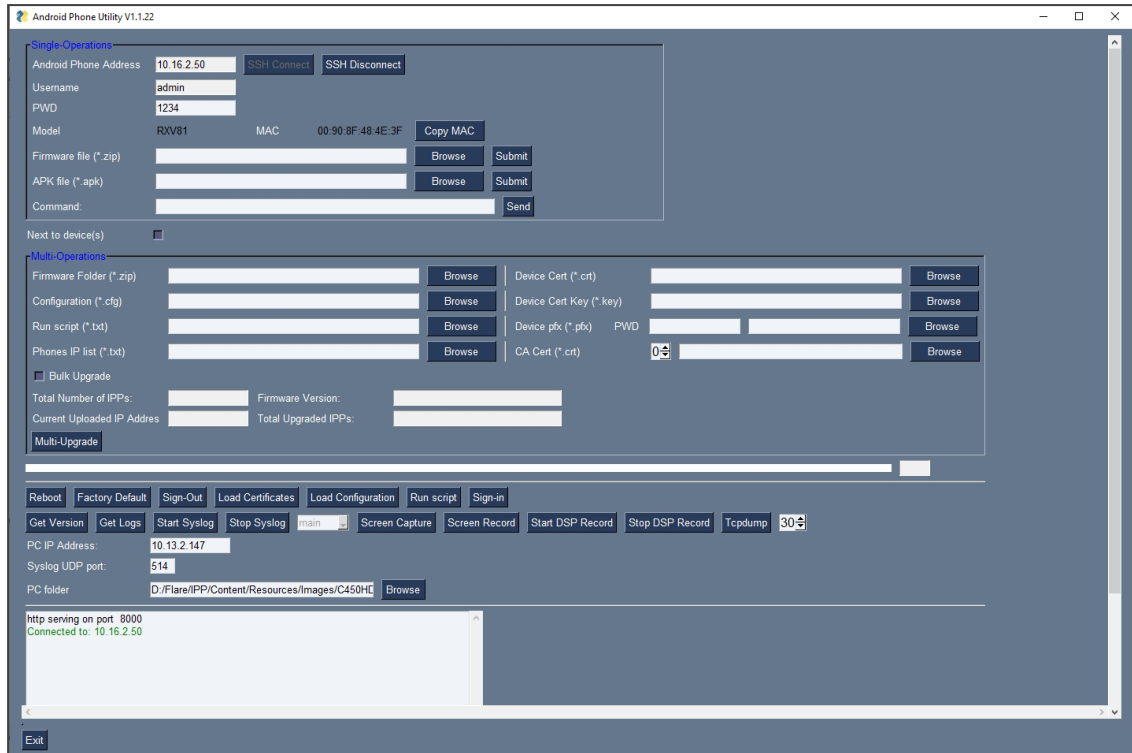 Android Phone Utility V1.1.22
Single-Operations
Android Phone Address 10.16.2.50 SSH Connect SSH Disconnect
Username admin
PWD 1234
Model RXV81 MAC 00:90:8F:48:4E:3F Copy MAC
Firmware file (*.zip) Browse Submit
APK file (*.apk) Browse Submit
Command: Send
Next to device(s)
Multi-Operations
Firmware Folder (*.zip) Browse Device Cert (*.crt) Browse
Configuration (*.cfg) Browse Device Cert Key (*.key) Browse
Run script (*.txt) Browse Device pfx (*.pfx) PWD Browse
Phones IP list (*.txt) Browse CA Cert (*.crt) 0 Browse
Bulk Upgrade
Total Number of IPPs: Firmware Version:
Current Uploaded IP Addres Total Upgraded IPPs:
Multi-Upgrade
Reboot Factory Default Sign-Out Load Certificates Load Configuration Run script Sign-in
Get Version Get Logs Start Syslog Stop Syslog main Screen Capture Screen Record Start DSP Record Stop DSP Record Tcpdump 30
PC IP Address: 10.13.2.147
Syslog UDP port: 514
PC folder D:/Flare/IPP/Content/Resources/Images/C450HD Browse
http serving on port 8000
Connected to: 10.16.2.50
Exit